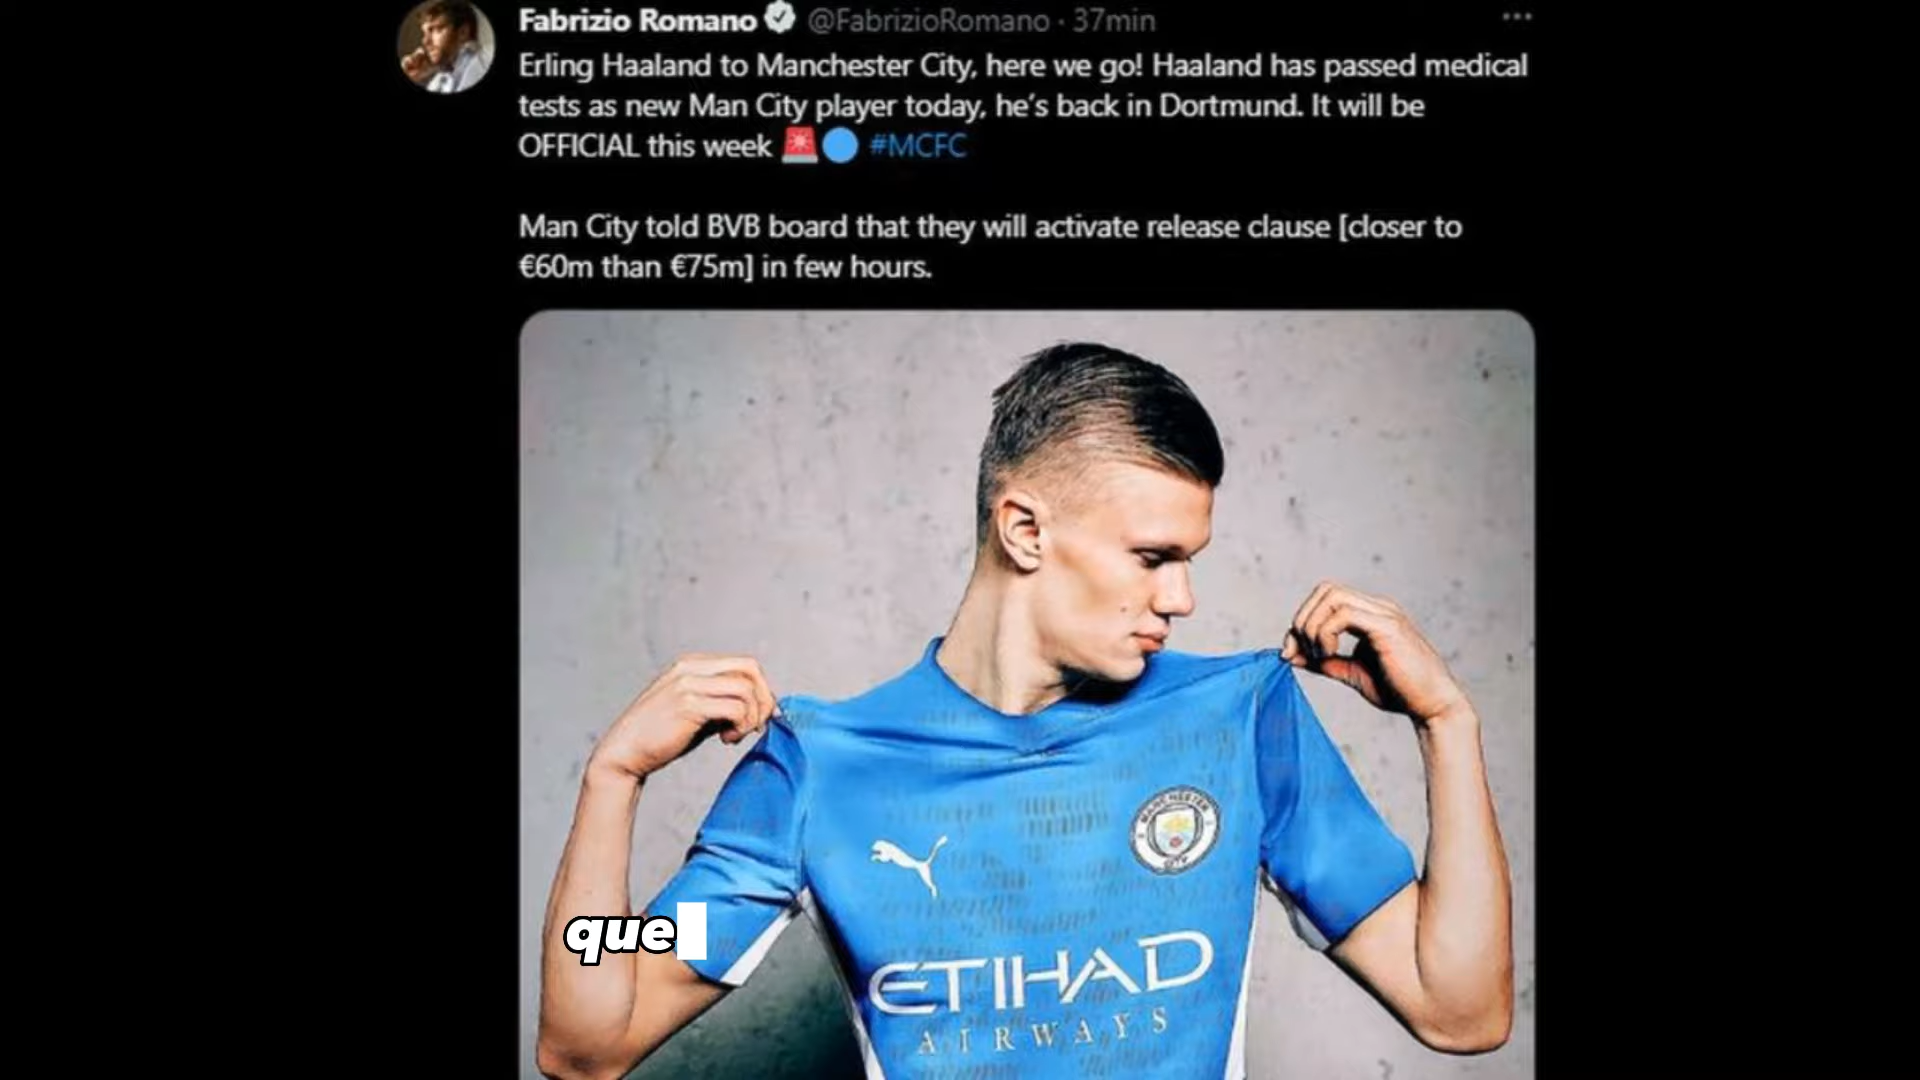 Fabrizio Romano @FabrizioRomano · 37min
Erling Haaland to Manchester City, here we go! Haaland has passed medical
tests as new Man City player today, he's back in Dortmund. It will be
OFFICIAL this week 🚨🔵 #MCFC
Man City told BVB board that they will activate release clause [closer to
€60m than €75m] in few hours.
MANCHESTER
CITY
que
ETIHAD
AIRWAYS